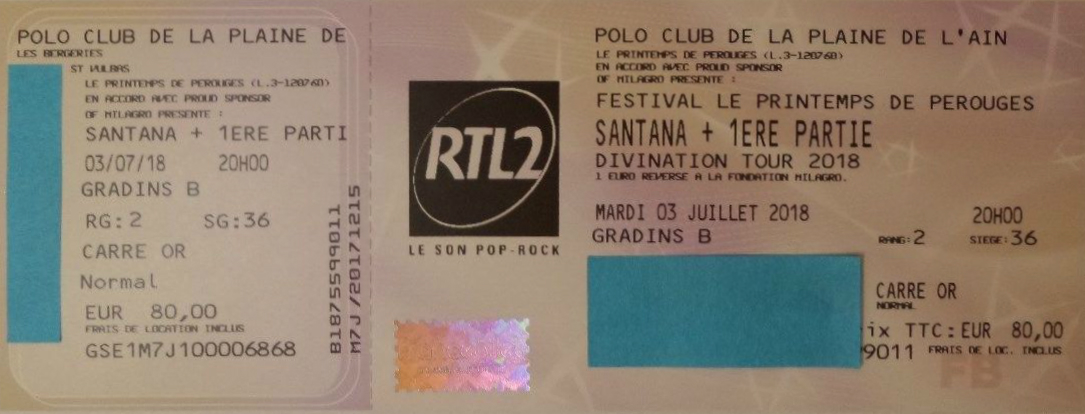 POLO CLUB DE LA PLAINE DE
LES BERGERIES
ST VULBAS
LE PRINTEMPS DE PEROUGES (L.3-120760)
EN ACCORD AVEC PROUD SPONSOR
OF MILAGRO PRESENTE :
SANTANA + 1ERE PARTI
03/07/18 20H00
GRADINS B
RG:2 SG:36
CARRE OR
Normal
EUR 80,00
FRAIS DE LOCATION INCLUS
GSE1M7J100006868
B18755999011
M7J/20171215
RTL2
LE SON POP-ROCK
POLO CLUB DE LA PLAINE DE L'AIN
LE PRINTEMPS DE PEROUGES (L.3-120760)
EN ACCORD AVEC PROUD SPONSOR
OF MILAGRO PRESENTE :
FESTIVAL LE PRINTEMPS DE PEROUGES
SANTANA + 1ERE PARTIE
DIVINATION TOUR 2018
1 EURO REVERSE A LA FONDATION MILAGRO.
MARDI 03 JUILLET 2018 20H00
GRADINS B RANG:2 SIEGE:36
CARRE OR
NORMAL
ix TTC:EUR 80,00
9011 FRAIS DE LOC. INCLUS
FB